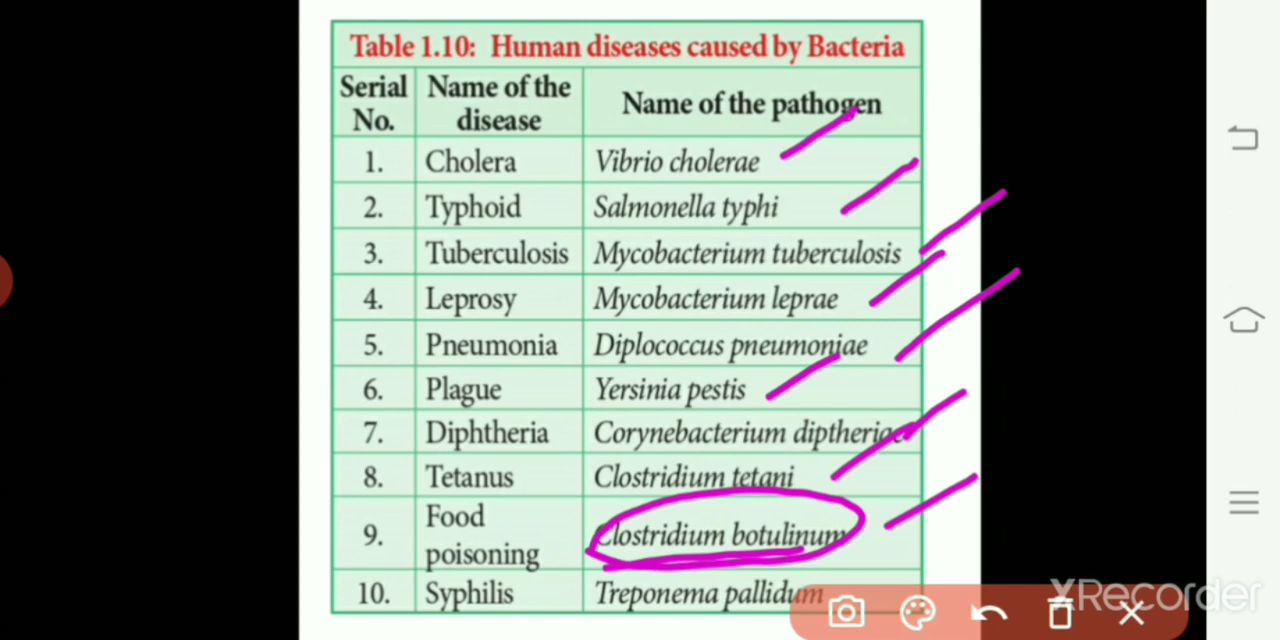 Table 1.10: Human diseases caused by Bacteria
Serial No. Name of the disease Name of the pathogen
1. Cholera Vibrio cholerae
2. Typhoid Salmonella typhi
3. Tuberculosis Mycobacterium tuberculosis
4. Leprosy Mycobacterium leprae
5. Pneumonia Diplococcus pneumoniae
6. Plague Yersinia pestis
7. Diphtheria Corynebacterium diptheriae
8. Tetanus Clostridium tetani
9. Food poisoning Clostridium botulinum
10. Syphilis Treponema pallidum
XRecorder